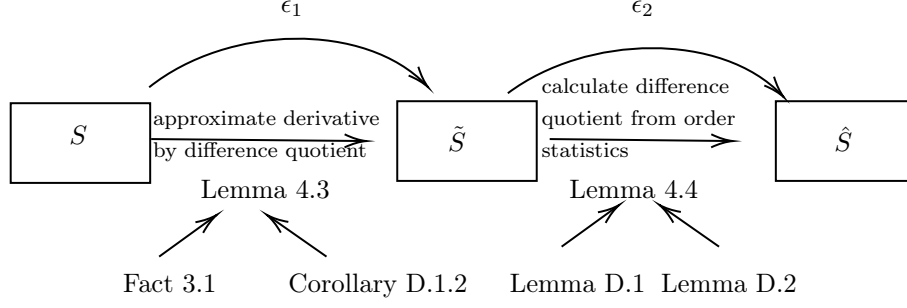 ϵ₁ ϵ₂
S
approximate derivative
by difference quotient
Lemma 4.3
S̃
calculate difference
quotient from order
statistics
Lemma 4.4
Ŝ
Fact 3.1 Corollary D.1.2 Lemma D.1 Lemma D.2